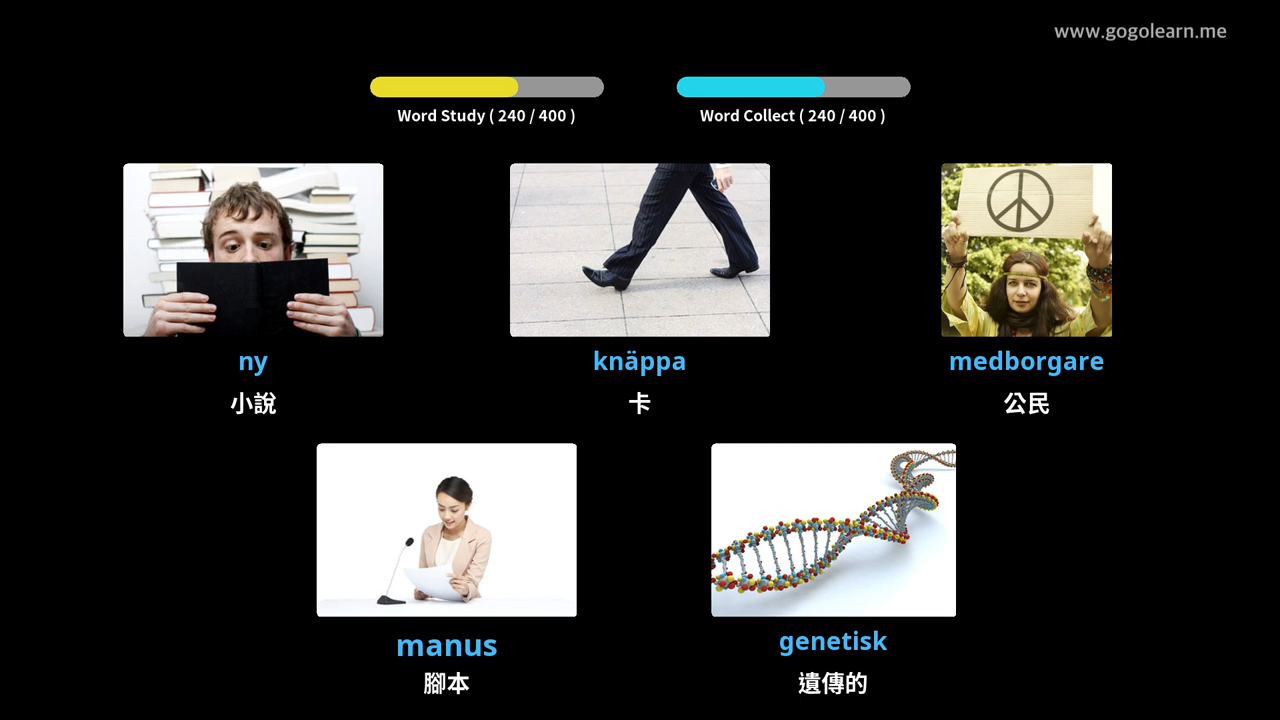 www.gogolearn.me
Word Study ( 240 / 400 )
Word Collect ( 240 / 400 )
ny
小說
knäppa
卡
medborgare
公民
manus
腳本
genetisk
遺傳的